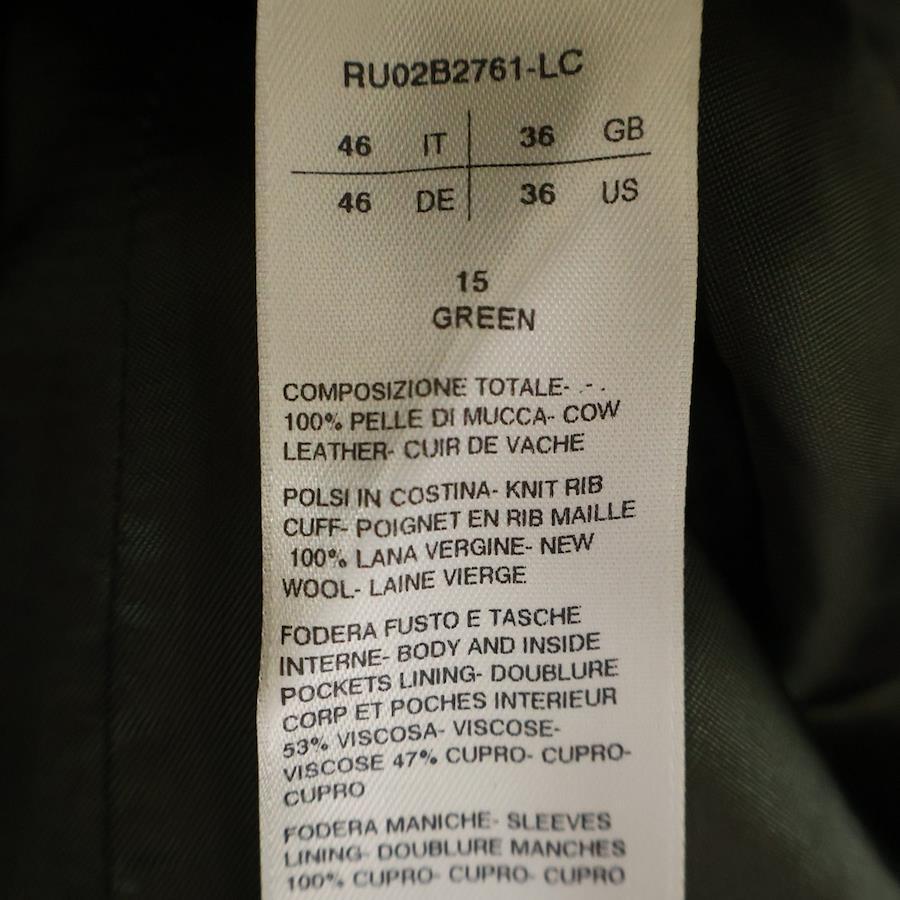 RU02B2761-LC
46 IT 36 GB
46 DE 36 US
15
GREEN
COMPOSIZIONE TOTALE- .- .
100% PELLE DI MUCCA- COW
LEATHER- CUIR DE VACHE
POLSI IN COSTINA- KNIT RIB
CUFF- POIGNET EN RIB MAILLE
100% LANA VERGINE- NEW
WOOL- LAINE VIERGE
FODERA FUSTO E TASCHE
INTERNE- BODY AND INSIDE
POCKETS LINING- DOUBLURE
CORP ET POCHES INTERIEUR
53% VISCOSA- VISCOSE-
VISCOSE 47% CUPRO- CUPRO-
CUPRO
FODERA MANICHE- SLEEVES
LINING- DOUBLURE MANCHES
100% CUPRO- CUPRO- CUPRO